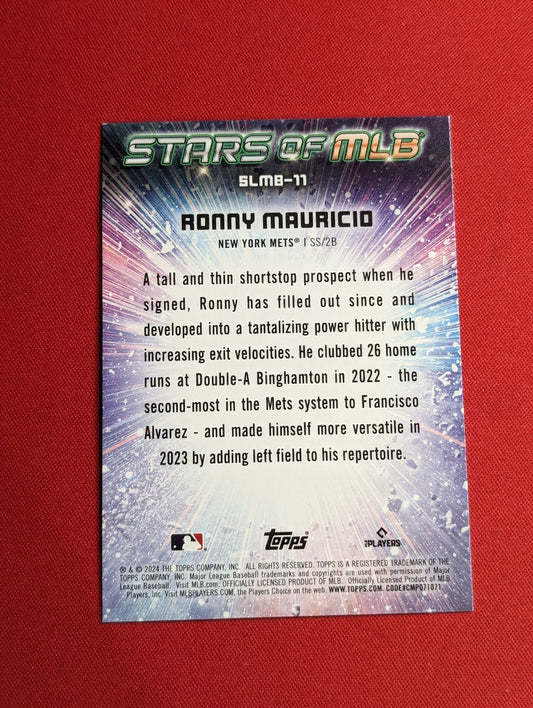 STARS OF MLB®
SLMB-11
RONNY MAURICIO
NEW YORK METS® | SS/2B
A tall and thin shortstop prospect when he
signed, Ronny has filled out since and
developed into a tantalizing power hitter with
increasing exit velocities. He clubbed 26 home
runs at Double-A Binghamton in 2022 - the
second-most in the Mets system to Francisco
Alvarez - and made himself more versatile in
2023 by adding left field to his repertoire.
topps
PLAYERS
® & © 2024 THE TOPPS COMPANY, INC. ALL RIGHTS RESERVED. TOPPS IS A REGISTERED TRADEMARK OF THE
TOPPS COMPANY, INC. Major League Baseball trademarks and copyrights are used with permission of Major
League Baseball. Visit MLB.com. OFFICIALLY LICENSED PRODUCT OF MLB. Officially Licensed Product of MLB
Players, Inc. Visit MLBPLAYERS.COM, the Players Choice on the web. WWW.TOPPS.COM. CODE#CMP071071